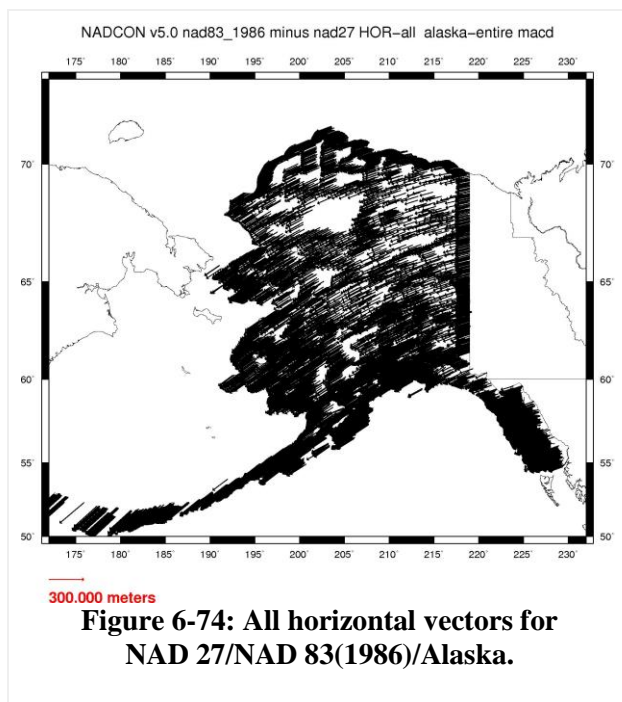 NADCON v5.0 nad83_1986 minus nad27 HOR-all alaska-entire macd
175° 180° 185° 190° 195° 200° 205° 210° 215° 220° 225° 230°
70° 70°
65° 65°
60° 60°
55° 55°
50° 50°
175° 180° 185° 190° 195° 200° 205° 210° 215° 220° 225° 230°
300.000 meters
Figure 6-74: All horizontal vectors for
NAD 27/NAD 83(1986)/Alaska.